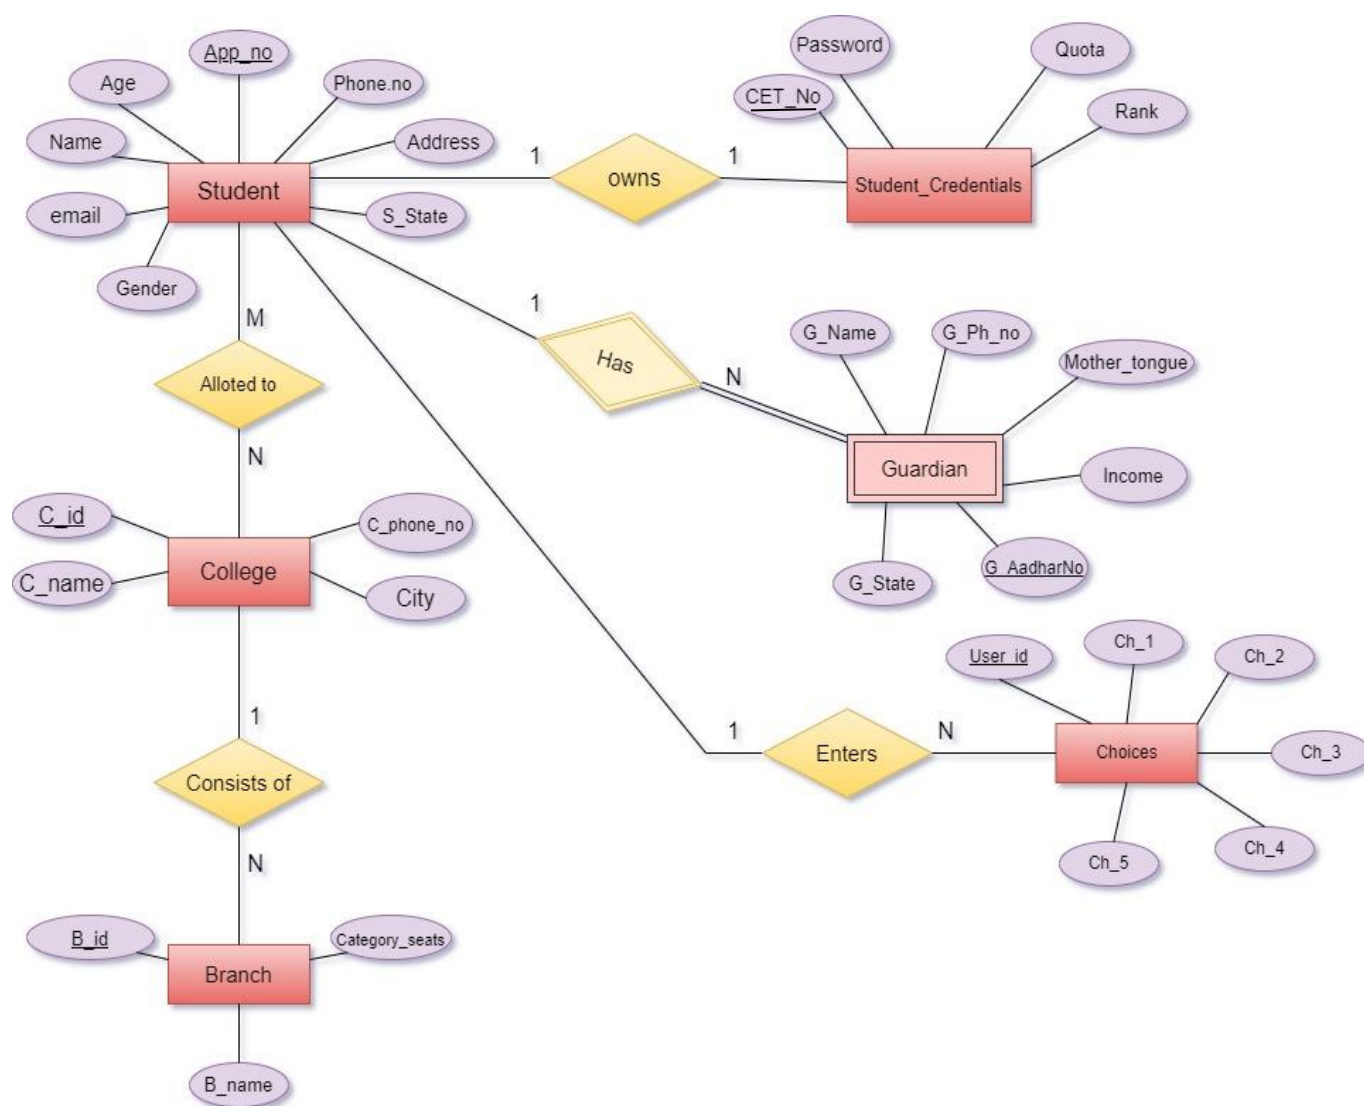 App_no
Password
Quota
Age
Phone.no
CET_No
Rank
Name
Address
1
1
Student
owns
Student_Credentials
email
S_State
Gender
1
M
G_Name
G_Ph_no
Has
Mother_tongue
N
Alloted to
N
Guardian
Income
C_id
C_phone_no
College
G_AadharNo
C_name
G_State
City
User_id
Ch_1
Ch_2
1
1
N
Enters
Choices
Ch_3
Consists of
Ch_5
Ch_4
N
B_id
Category_seats
Branch
B_name